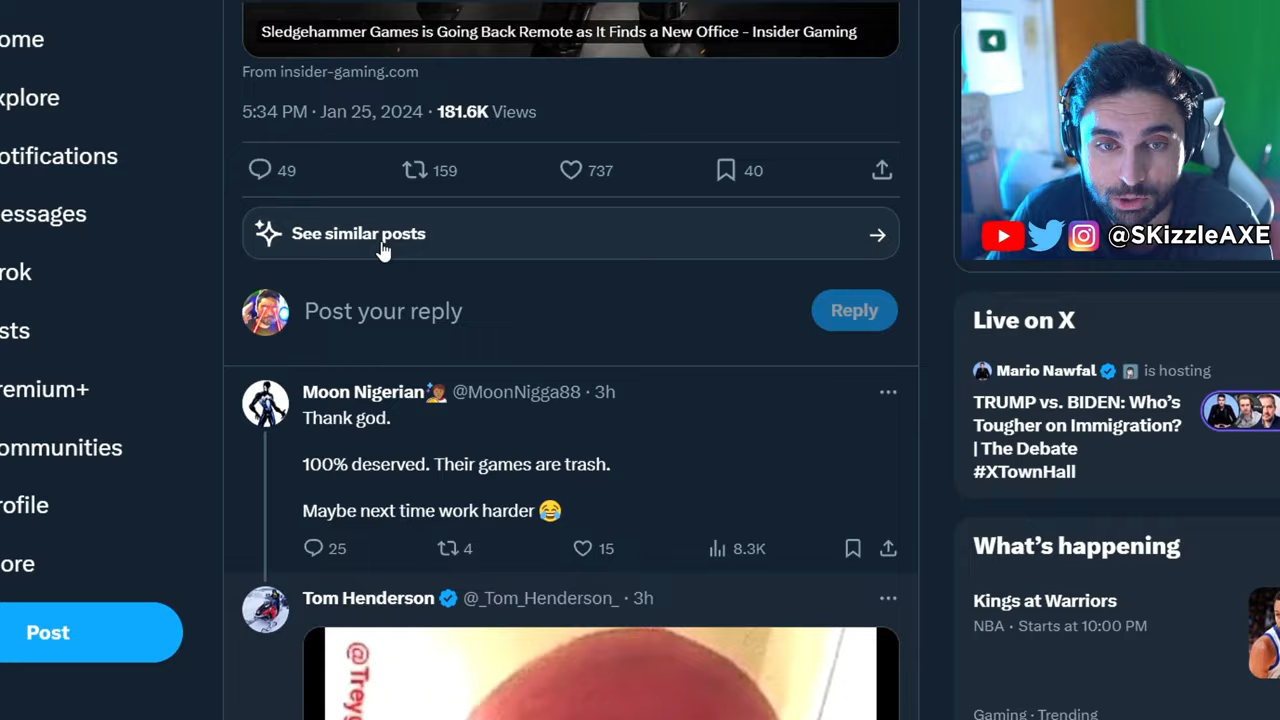 ome
xplore
otifications
essages
rok
sts
remium+
ommunities
rofile
ore
Post
Sledgehammer Games is Going Back Remote as It Finds a New Office - Insider Gaming
From insider-gaming.com
5:34 PM · Jan 25, 2024 · 181.6K Views
49 159 737 40
See similar posts
Post your reply
Reply
Moon Nigerian @MoonNigga88 · 3h
Thank god.
100% deserved. Their games are trash.
Maybe next time work harder 😂
25 4 15 8.3K
Tom Henderson @_Tom_Henderson_ · 3h
@Treyg
@SKizzleAXE
Live on X
Mario Nawfal is hosting
TRUMP vs. BIDEN: Who's
Tougher on Immigration?
| The Debate
#XTownHall
What's happening
Kings at Warriors
NBA · Starts at 10:00 PM
Gaming · Trending